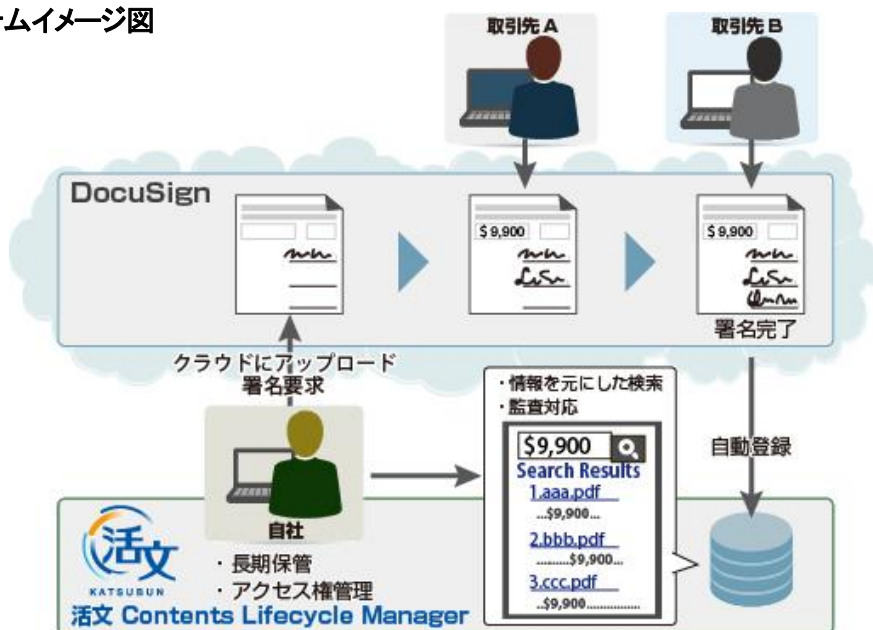 ームイメージ図
取引先 A
取引先 B
DocuSign
$9,900
$9,900
署名完了
クラウドにアップロード
署名要求
・情報を元にした検索
・監査対応
$9,900
Search Results
1.aaa.pdf
...$9,900...
2.bbb.pdf
.........$9,900...
3.ccc.pdf
..$9,900................
自動登録
自社
活文
KATSUBUN
・長期保管
・アクセス権管理
活文 Contents Lifecycle Manager